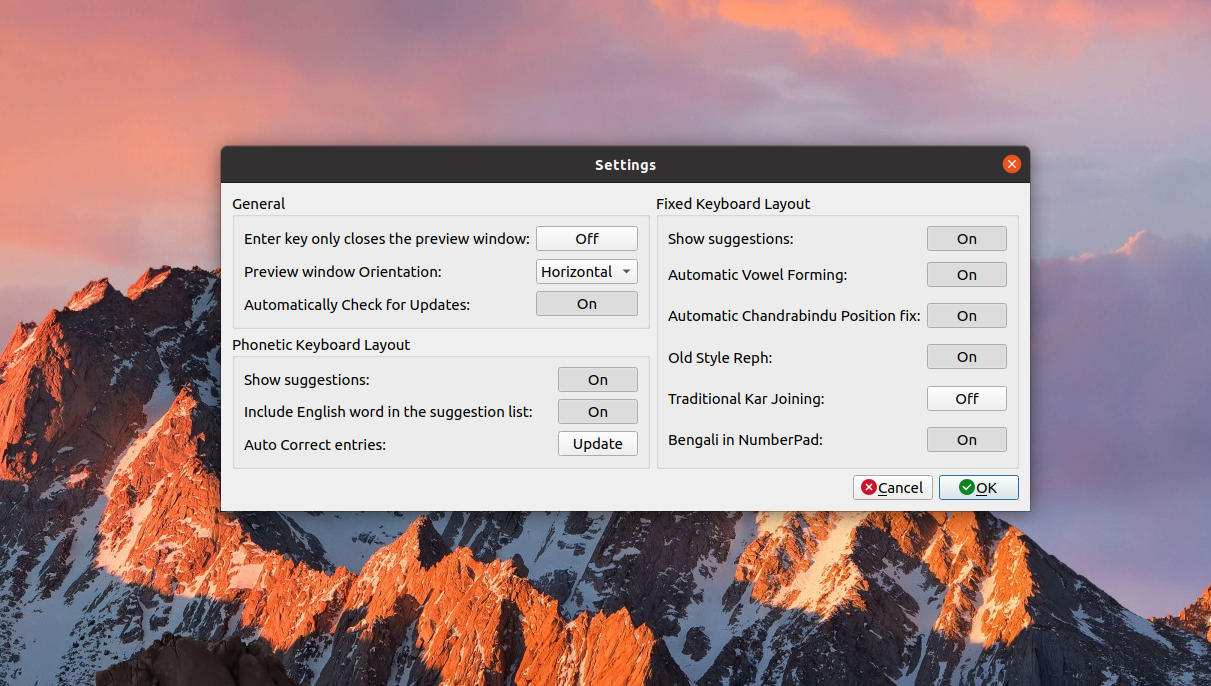 Settings
General
Enter key only closes the preview window: Off
Preview window Orientation: Horizontal
Automatically Check for Updates: On
Phonetic Keyboard Layout
Show suggestions: On
Include English word in the suggestion list: On
Auto Correct entries: Update
Fixed Keyboard Layout
Show suggestions: On
Automatic Vowel Forming: On
Automatic Chandrabindu Position fix: On
Old Style Reph: On
Traditional Kar Joining: Off
Bengali in NumberPad: On
Cancel OK